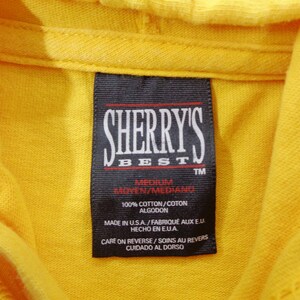 SHERRY'S
BEST
TM
MEDIUM
MOYEN/MEDIANO
100% COTTON/COTON
ALGODON
MADE IN U.S.A. / FABRIQUÉ AUX E.U.
HECHO EN E.U.A.
CARE ON REVERSE / SOINS AU REVERS
CUIDADO AL DORSO